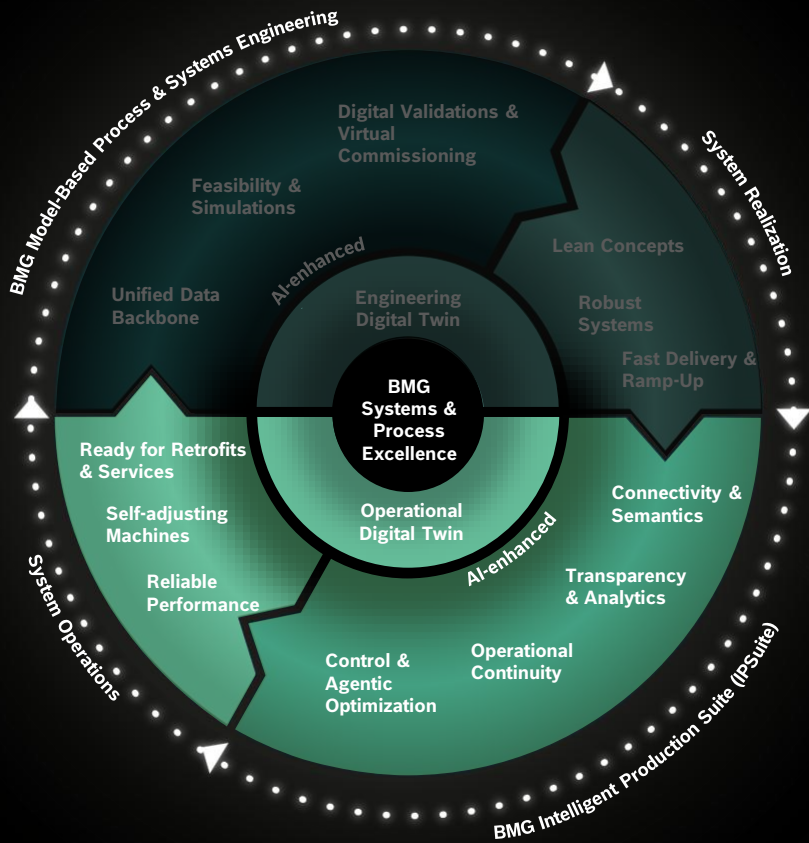 BMG Model-Based Process & Systems Engineering
System Realization
Digital Validations &
Virtual
Commissioning
Feasibility &
Simulations
Unified Data
Backbone
AI-enhanced
Lean Concepts
Robust
Systems
Fast Delivery &
Ramp-Up
Engineering
Digital Twin
BMG
Systems &
Process
Excellence
Operational
Digital Twin
AI-enhanced
Ready for Retrofits
& Services
Self-adjusting
Machines
Reliable
Performance
Connectivity &
Semantics
Transparency
& Analytics
Operational
Continuity
Control &
Agentic
Optimization
System Operations
BMG Intelligent Production Suite (IPSuite)